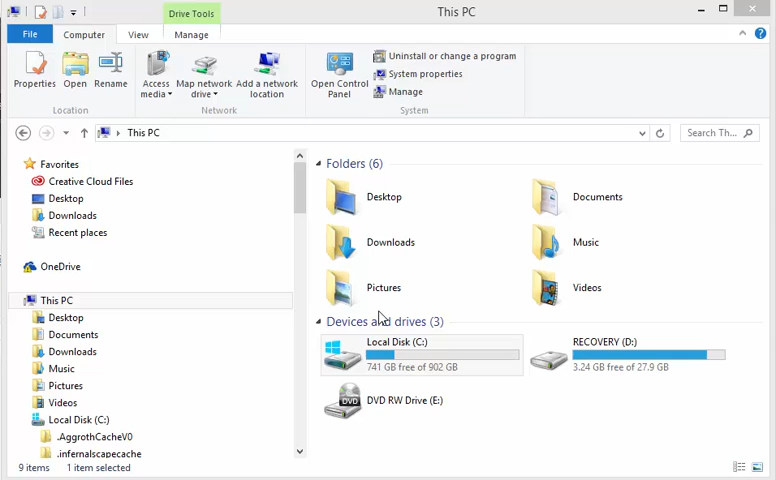 Drive Tools
This PC
File
Computer
View
Manage
Properties
Open
Rename
Access media
Map network drive
Add a network location
Open Control Panel
Uninstall or change a program
System properties
Manage
Location
Network
System
This PC
Search Th...
Favorites
Creative Cloud Files
Desktop
Downloads
Recent places
OneDrive
This PC
Desktop
Documents
Downloads
Music
Pictures
Videos
Local Disk (C:)
.AggrothCacheV0
.infernalscapecache
Folders (6)
Desktop
Documents
Downloads
Music
Pictures
Videos
Devices and drives (3)
Local Disk (C:)
741 GB free of 902 GB
RECOVERY (D:)
3.24 GB free of 27.9 GB
DVD
DVD RW Drive (E:)
9 items
1 item selected